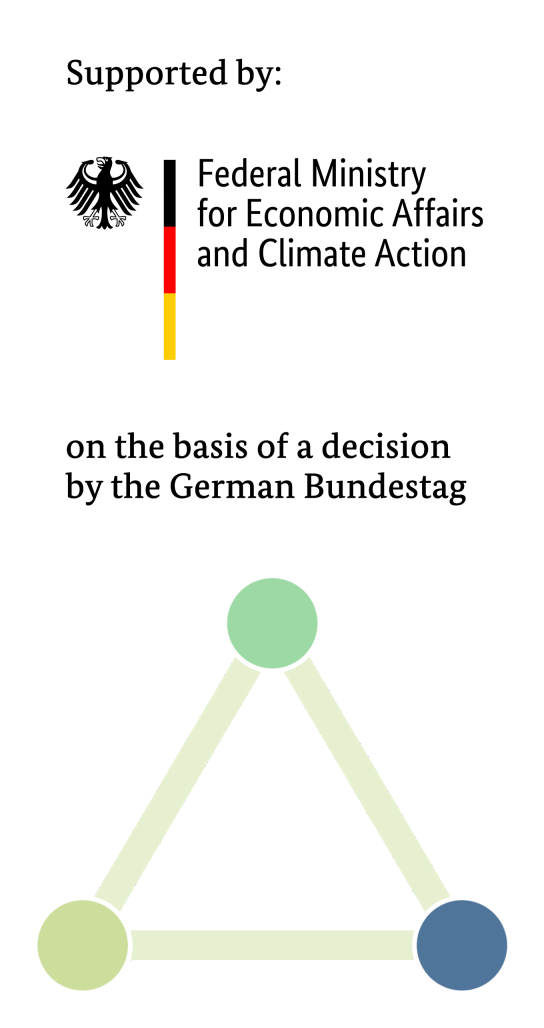 Supported by:
Federal Ministry
for Economic Affairs
and Climate Action
on the basis of a decision
by the German Bundestag